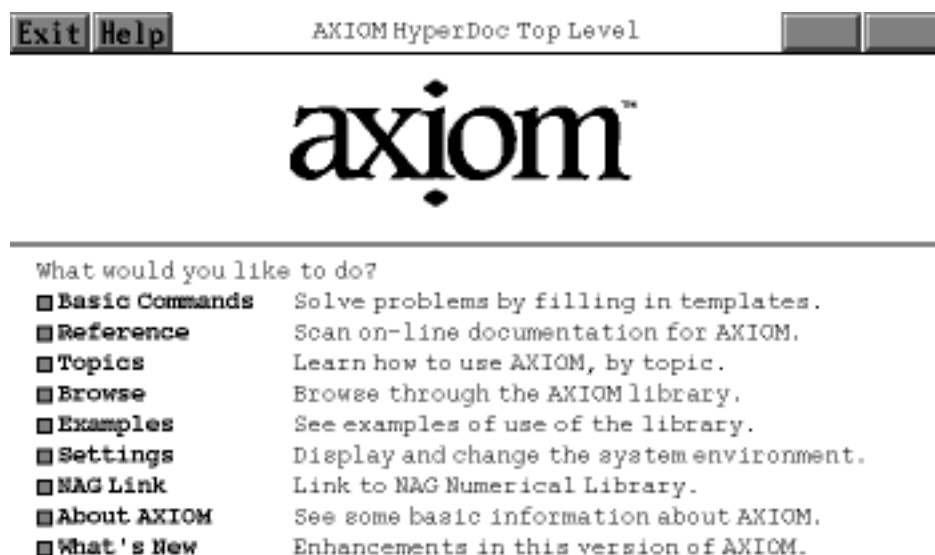 Exit Help AXIOM HyperDoc Top Level
axiom™
What would you like to do?
Basic Commands Solve problems by filling in templates.
Reference Scan on-line documentation for AXIOM.
Topics Learn how to use AXIOM, by topic.
Browse Browse through the AXIOM library.
Examples See examples of use of the library.
Settings Display and change the system environment.
NAG Link Link to NAG Numerical Library.
About AXIOM See some basic information about AXIOM.
What's New Enhancements in this version of AXIOM.